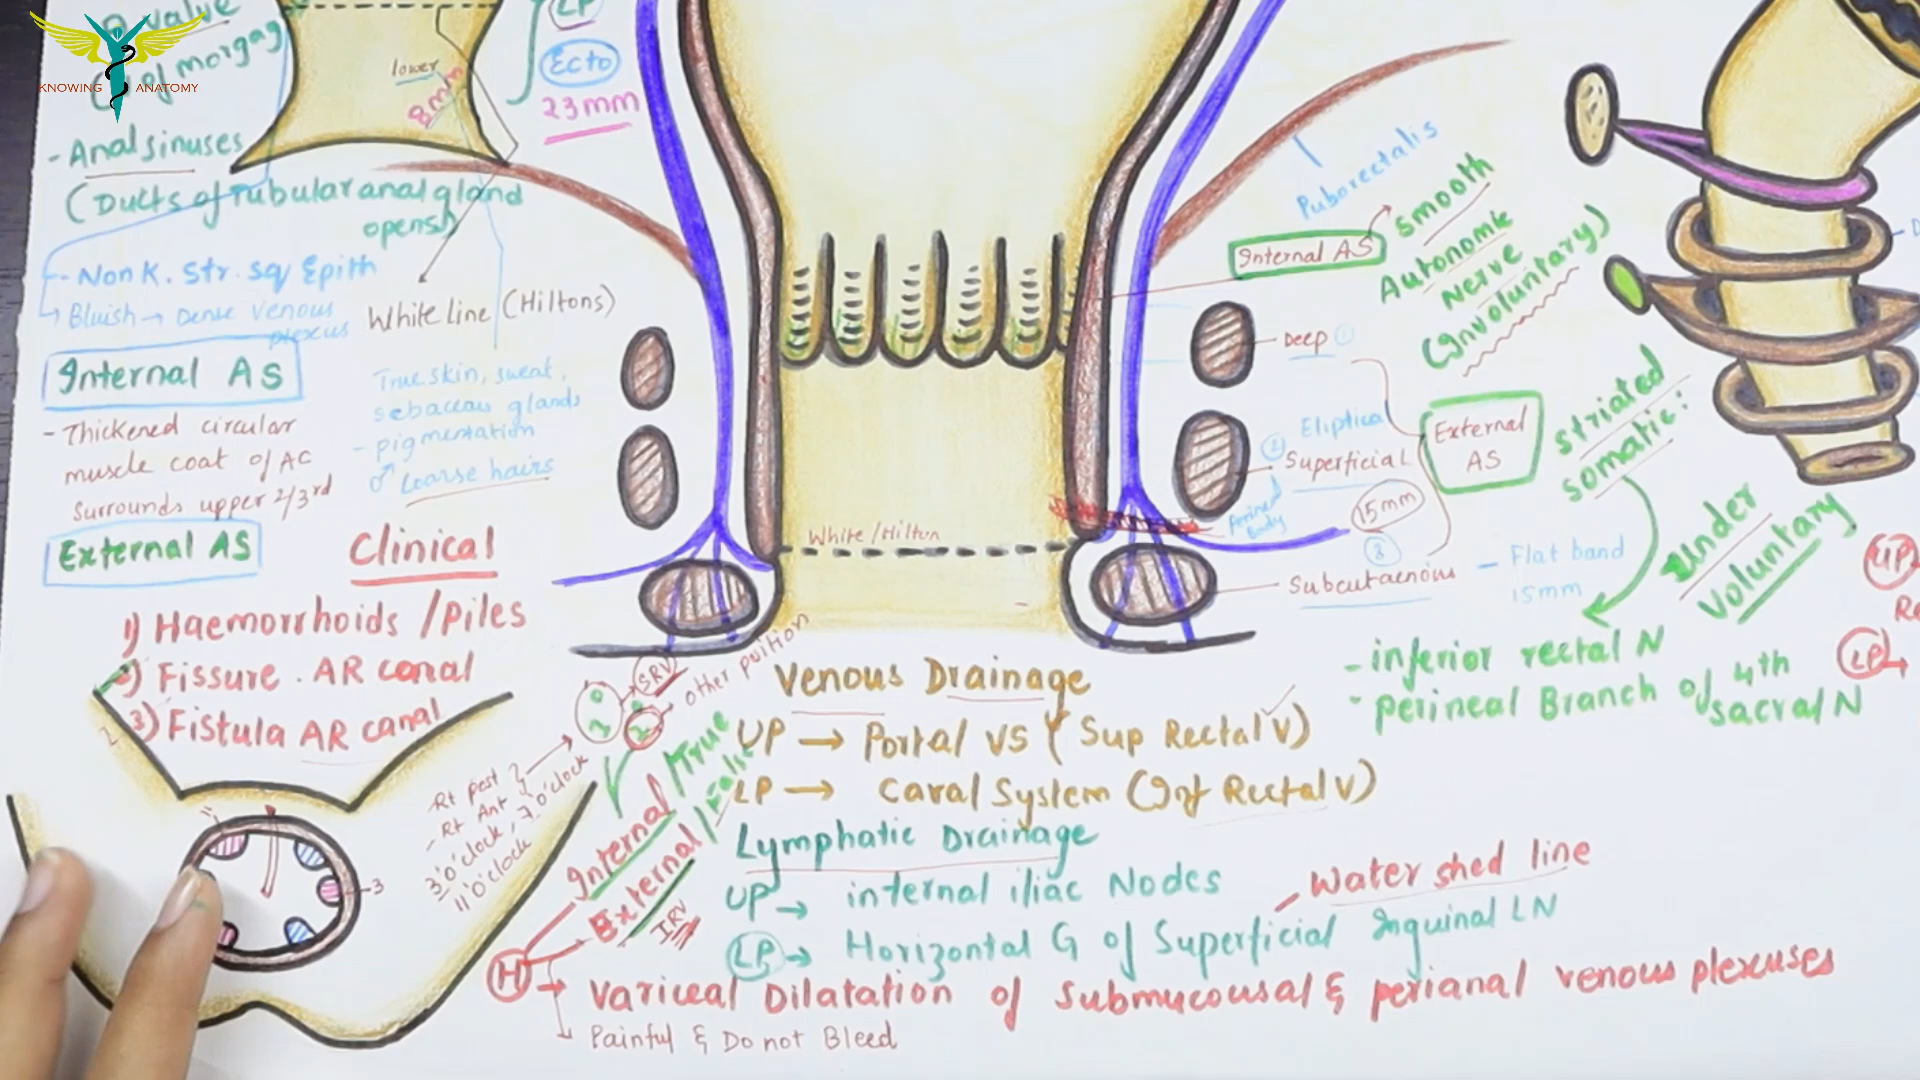 valve
(of morgag
KNOWING ANATOMY
- Anal sinuses
(Ducts of Tubular anal gland
opens)
- Non K. Str. Sq Epith
Bluish → Dense venous
plexus
Internal AS
- Thickened circular
muscle coat of AC
Surrounds upper 2/3rd
External AS
lower
8mm
LP
Ecto
23mm
White line (Hiltons)
True skin, sweat,
sebaceous glands
- pigmentation
♂ Coarse hairs
Clinical
1) Haemorrhoids /Piles
2) Fissure . AR canal
3) Fistula AR canal
White/Hilton
Puborectalis
Internal AS
smooth
Autonomic
Nerve
(Involuntary)
Deep ①
Eliptical
② Superficial
Perineal
Body
15mm
③
Subcutaenous
- Flat band
15mm
External
AS
striated
somatic:
under
voluntary
- inferior rectal N
- perineal Branch of 4th
sacral N
UP
LP
SRV
other position
Rt post
- Rt Ant
3'o'clock, 7'o'clock
11'o'clock
3
Venous Drainage
UP → Portal VS (Sup Rectal V)
LP → Caval System (Inf Rectal V)
Lymphatic Drainage
UP → internal iliac Nodes
Water shed line
LP → Horizontal G of Superficial Inguinal LN
Internal /True
External /False
IRV
H → Variceal Dilatation of submucousal & perianal venous plexuses
Painful & Do not Bleed